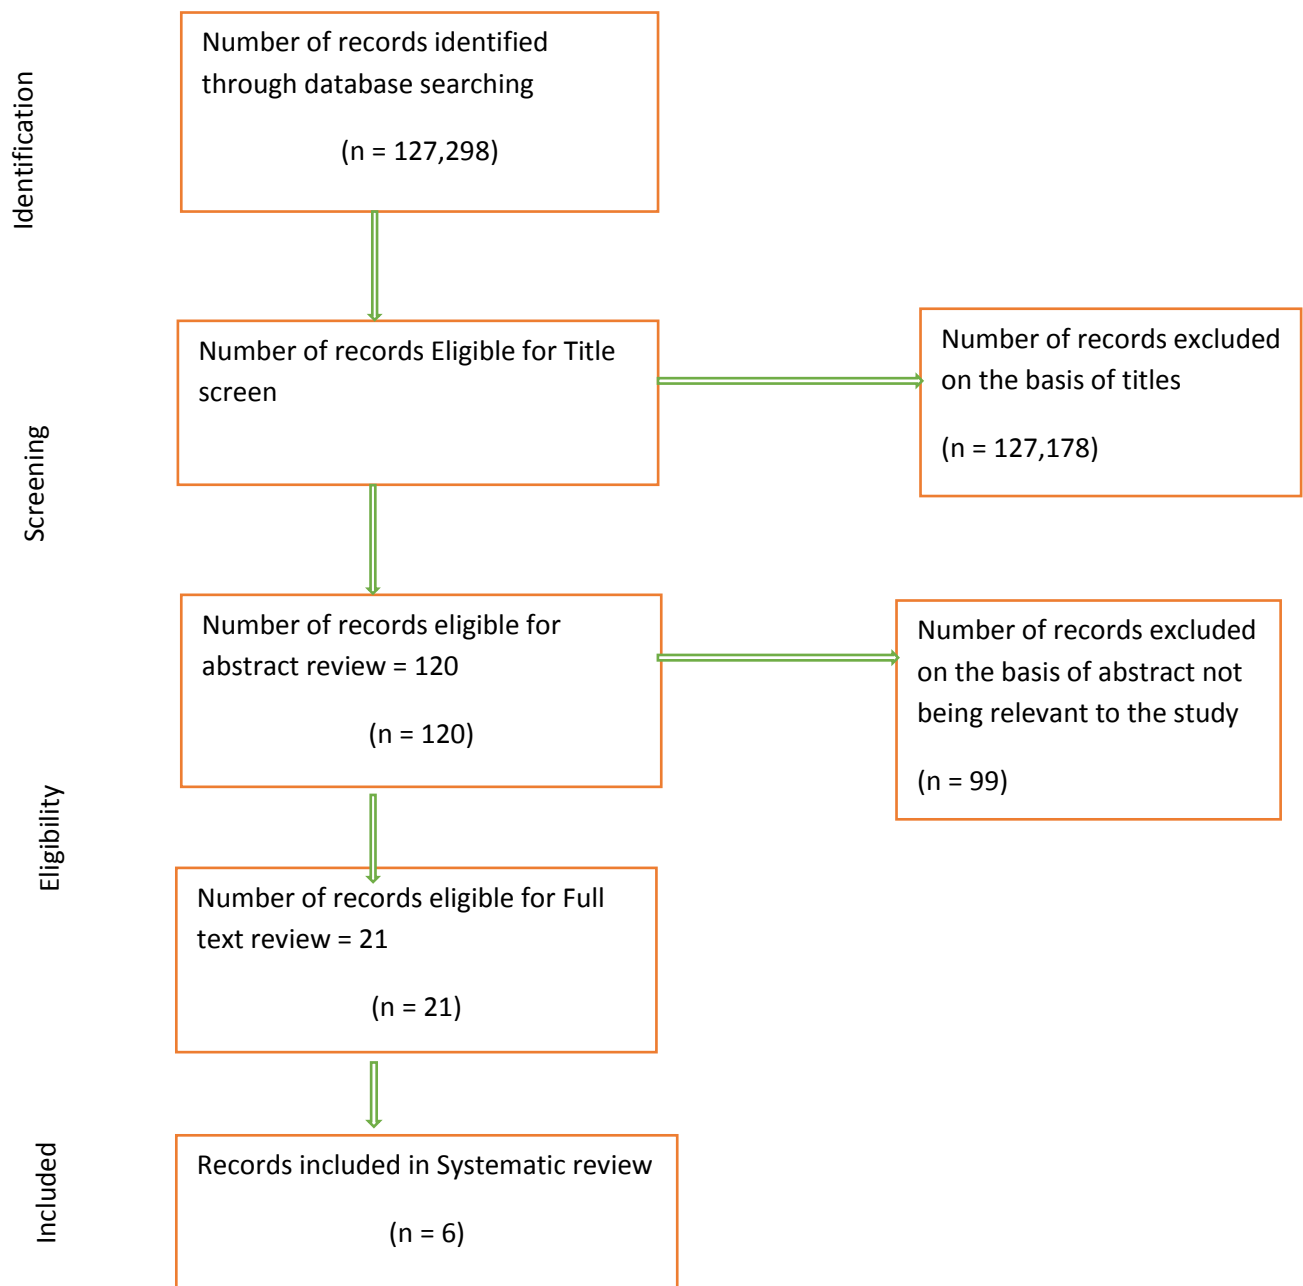 Identification
Number of records identified
through database searching
(n = 127,298)
Screening
Number of records Eligible for Title
screen
Number of records excluded
on the basis of titles
(n = 127,178)
Number of records eligible for
abstract review = 120
(n = 120)
Number of records excluded
on the basis of abstract not
being relevant to the study
(n = 99)
Eligibility
Number of records eligible for Full
text review = 21
(n = 21)
Included
Records included in Systematic review
(n = 6)